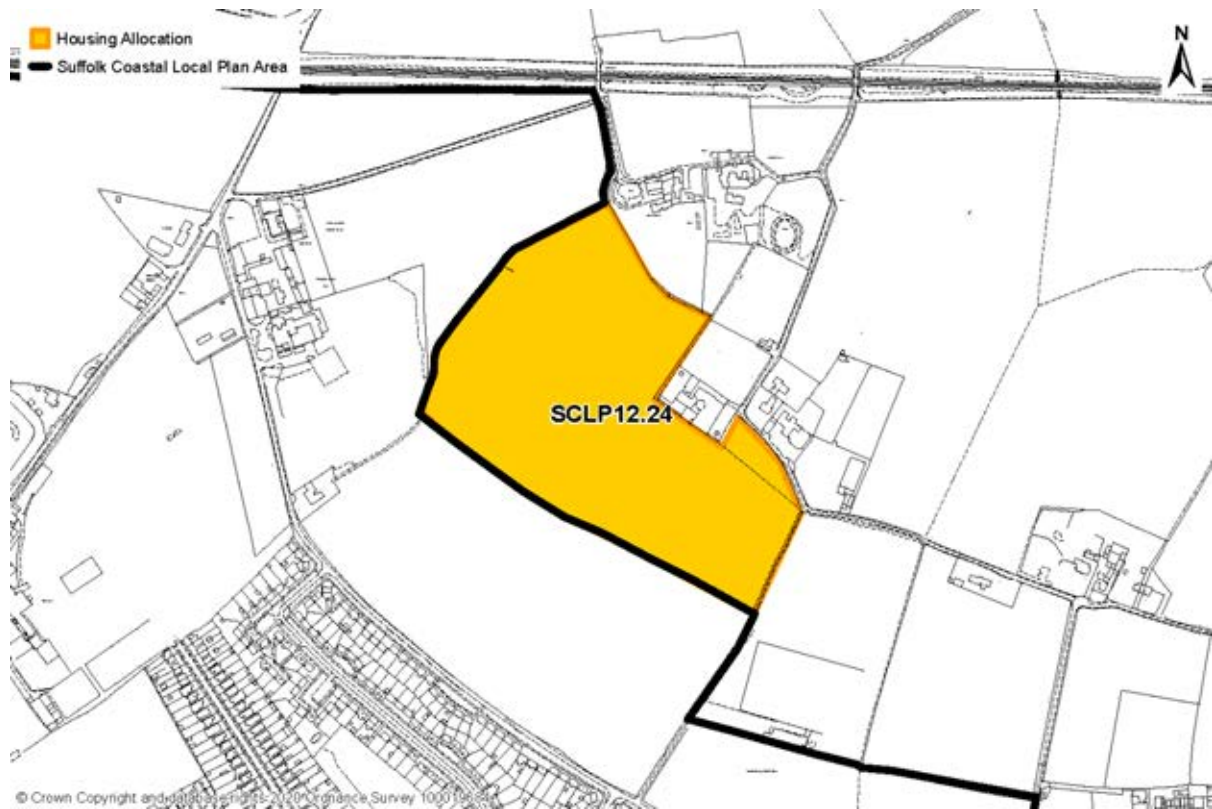 Housing Allocation
Suffolk Coastal Local Plan Area
N
SCLP12.24
© Crown Copyright and database rights 2020 Ordnance Survey